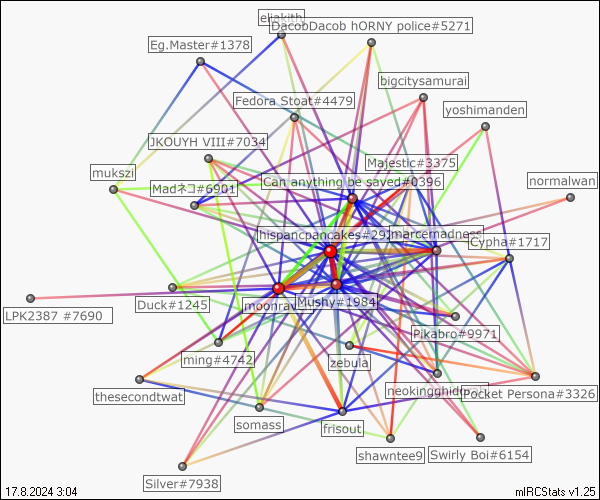 eliakith
DacobDacob hORNY police#5271
Eg.Master#1378
bigcitysamurai
Fedora Stoat#4479
yoshimanden
JKOUYH VIII#7034
Majestic#3375
mukszi
Madネコ#6901
Can anything be saved#0396
normalwan
hispancpancakes#29
marcernadness
Cypha#1717
Duck#1245
moonra
Mushy#1984
LPK2387 #7690
Pikabro#9971
ming#4742
zebula
thesecondtwat
neokingghidorah
Pocket Persona#3326
somass
frisout
shawntee9
Swirly Boi#6154
Silver#7938
17.8.2024 3:04
mIRCStats v1.25